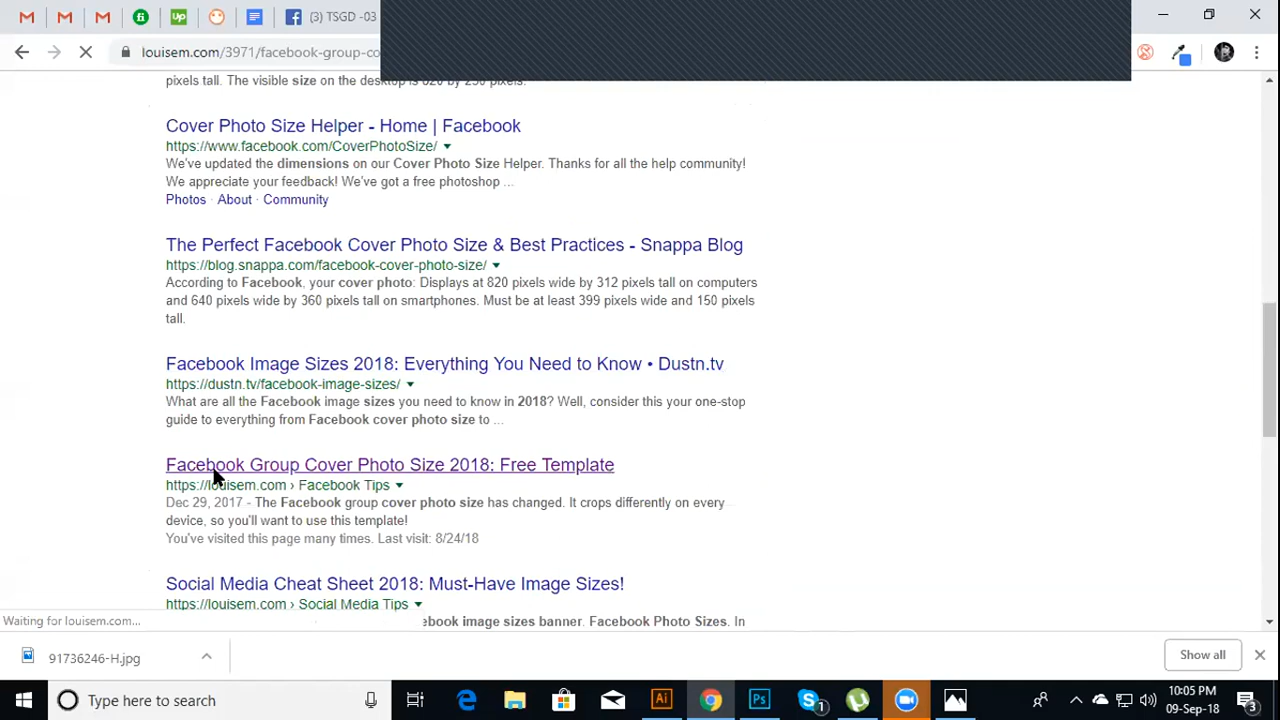 (3) TSGD -03
louisem.com/3971/facebook-group-co
pixels tall. The visible size on the desktop is 820 by 250 pixels.
Cover Photo Size Helper - Home | Facebook
https://www.facebook.com/CoverPhotoSize/
We've updated the dimensions on our Cover Photo Size Helper. Thanks for all the help community!
We appreciate your feedback! We've got a free photoshop ...
Photos · About · Community
The Perfect Facebook Cover Photo Size & Best Practices - Snappa Blog
https://blog.snappa.com/facebook-cover-photo-size/
According to Facebook, your cover photo: Displays at 820 pixels wide by 312 pixels tall on computers
and 640 pixels wide by 360 pixels tall on smartphones. Must be at least 399 pixels wide and 150 pixels
tall.
Facebook Image Sizes 2018: Everything You Need to Know • Dustn.tv
https://dustn.tv/facebook-image-sizes/
What are all the Facebook image sizes you need to know in 2018? Well, consider this your one-stop
guide to everything from Facebook cover photo size to ...
Facebook Group Cover Photo Size 2018: Free Template
https://louisem.com › Facebook Tips
Dec 29, 2017 - The Facebook group cover photo size has changed. It crops differently on every
device, so you'll want to use this template!
You've visited this page many times. Last visit: 8/24/18
Social Media Cheat Sheet 2018: Must-Have Image Sizes!
https://louisem.com › Social Media Tips
Waiting for louisem.com...
ebook image sizes banner. Facebook Photo Sizes. In
91736246-H.jpg
Show all
Type here to search
10:05 PM
09-Sep-18